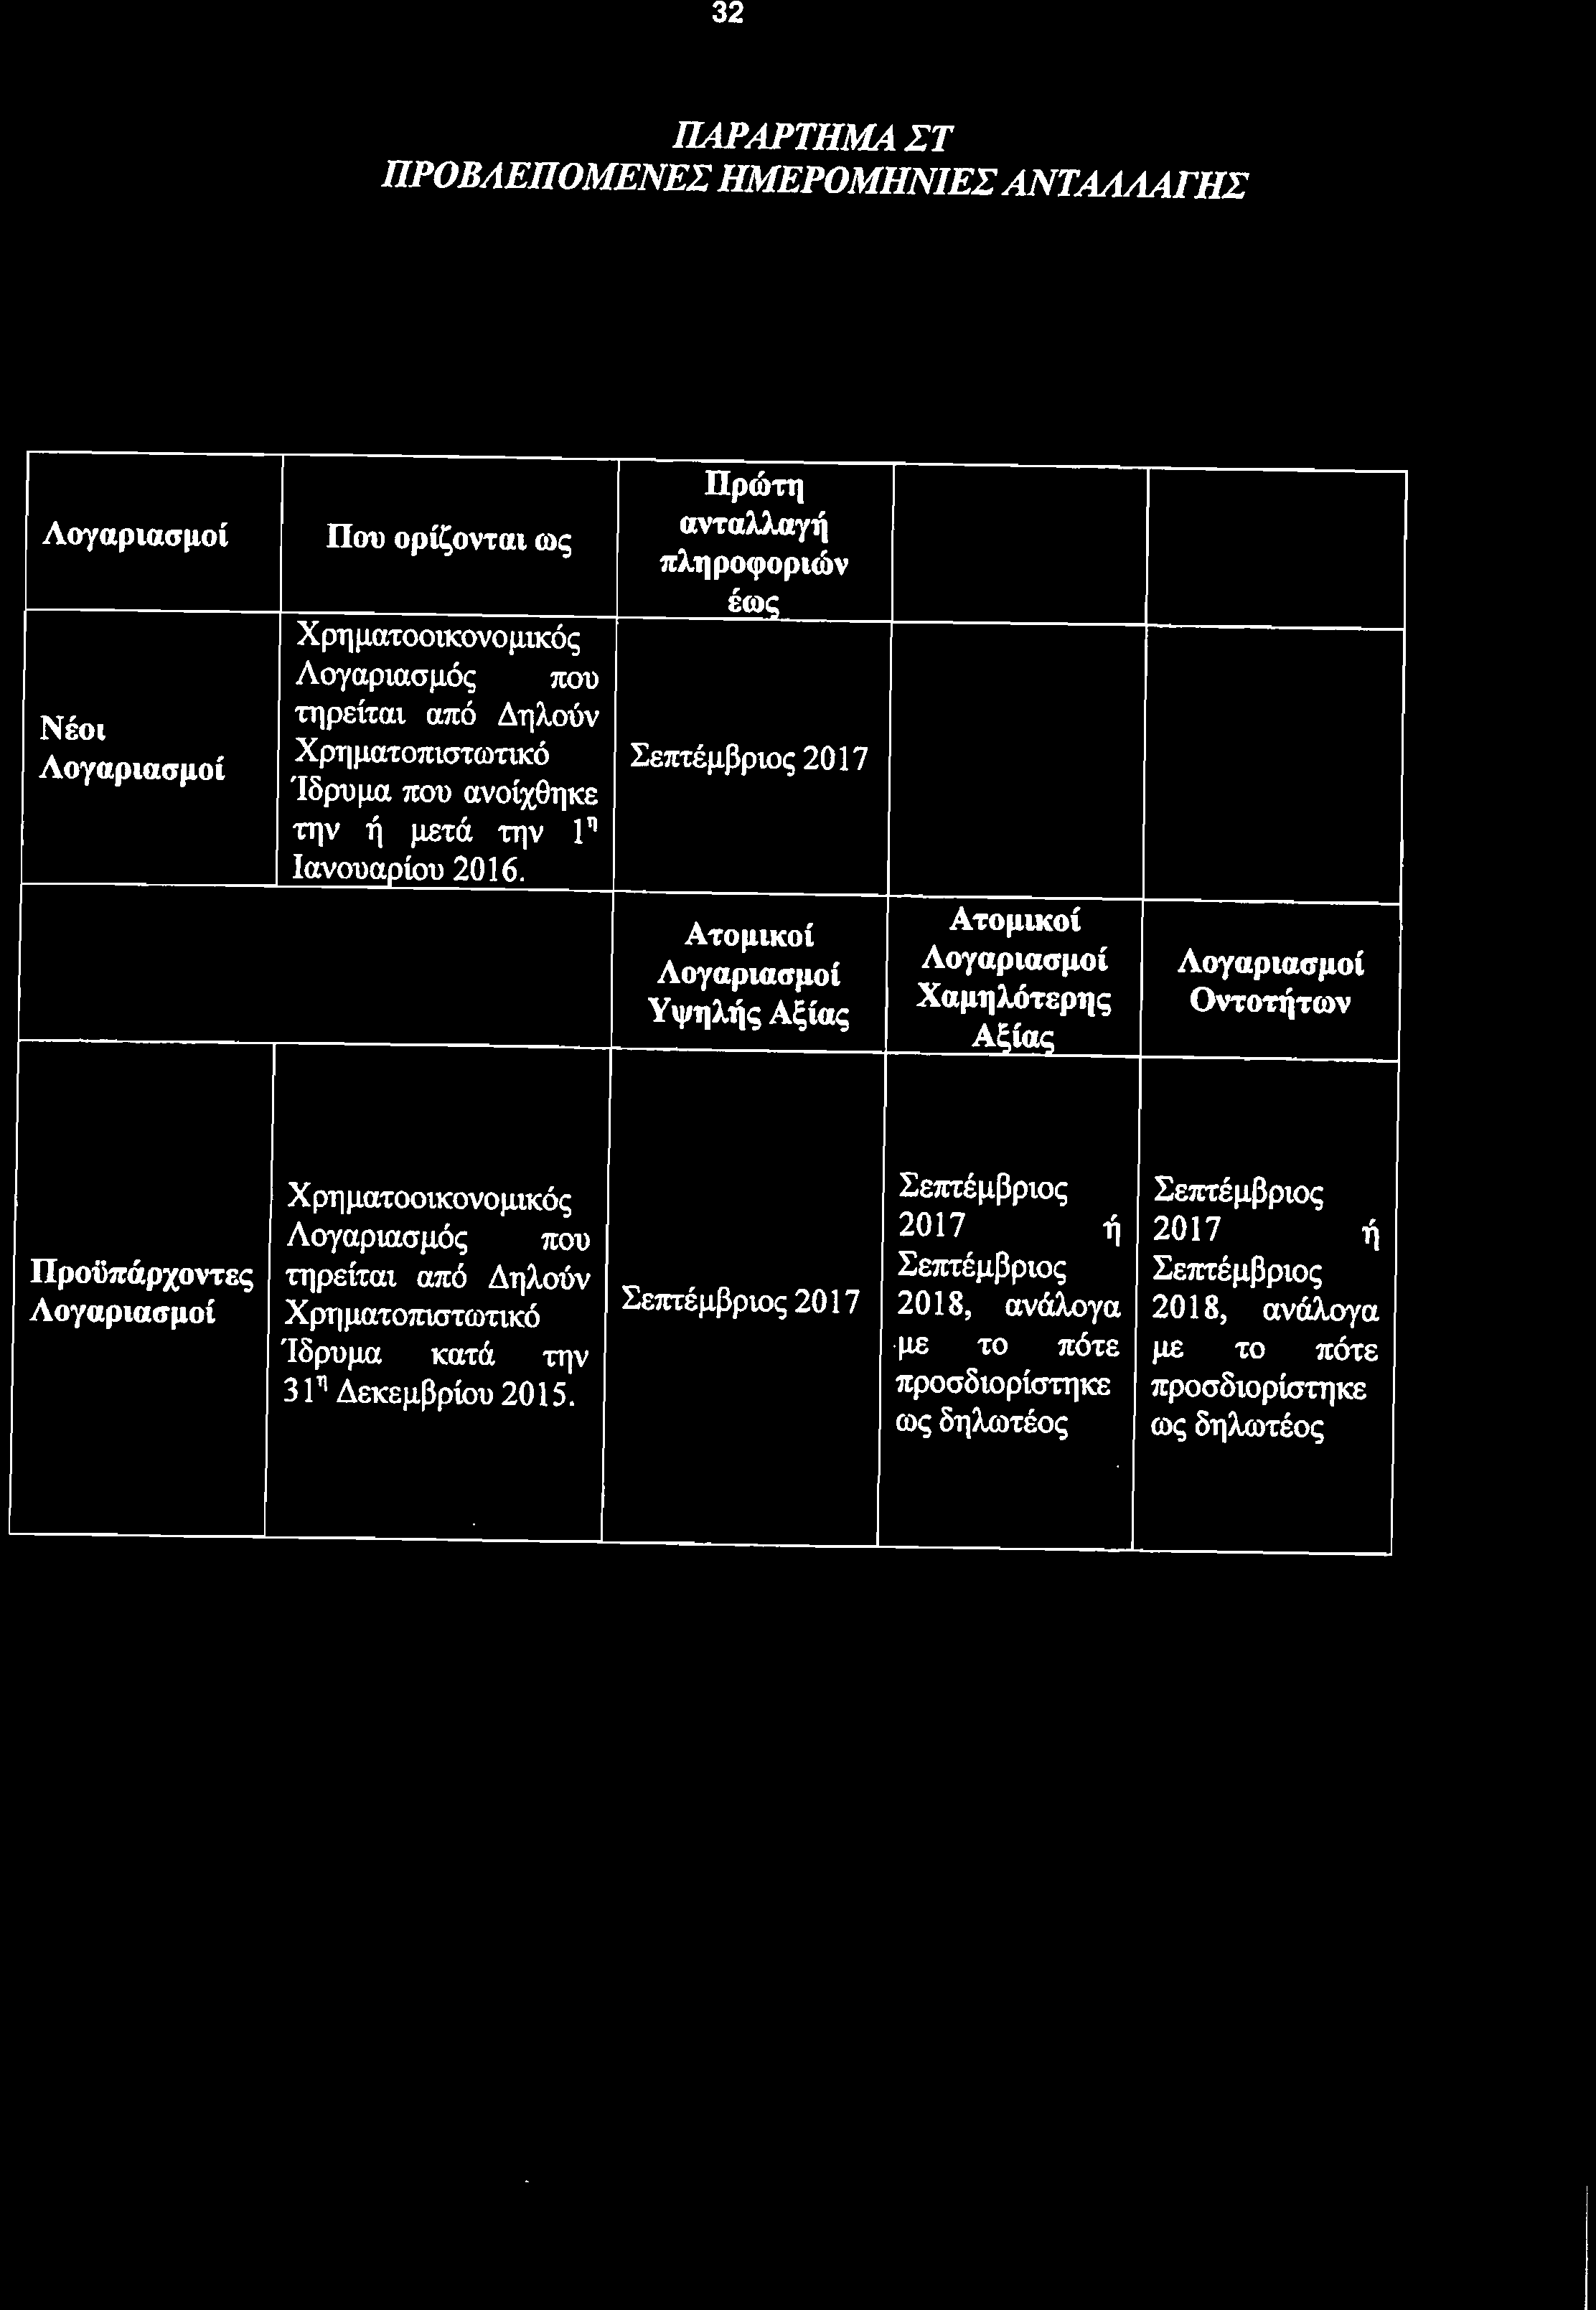 32
ΠΑΡΑΡΤΗΜΑ ΣΤ
ΠΡΟΒΛΕΠΟΜΕΝΕΣ ΗΜΕΡΟΜΗΝΙΕΣ ΑΝΤΑΛΛΑΓΗΣ
Λογαριασμοί
Που ορίζονται ως
Πρώτη
ανταλλαγή
πληροφοριών
έως
Νέοι
Λογαριασμοί
Χρηματοοικονομικός
Λογαριασμός που
τηρείται από Δηλούν
Χρηματοπιστωτικό
Ίδρυμα που ανοίχθηκε
την ή μετά την 1η
Ιανουαρίου 2016.
Σεπτέμβριος 2017
Ατομικοί
Λογαριασμοί
Υψηλής Αξίας
Ατομικοί
Λογαριασμοί
Χαμηλότερης
Αξίας
Λογαριασμοί
Οντοτήτων
Προϋπάρχοντες
Λογαριασμοί
Χρηματοοικονομικός
Λογαριασμός που
τηρείται από Δηλούν
Χρηματοπιστωτικό
Ίδρυμα κατά την
31η Δεκεμβρίου 2015.
Σεπτέμβριος 2017
Σεπτέμβριος
2017 ή
Σεπτέμβριος
2018, ανάλογα
με το πότε
προσδιορίστηκε
ως δηλωτέος
Σεπτέμβριος
2017 ή
Σεπτέμβριος
2018, ανάλογα
με το πότε
προσδιορίστηκε
ως δηλωτέος